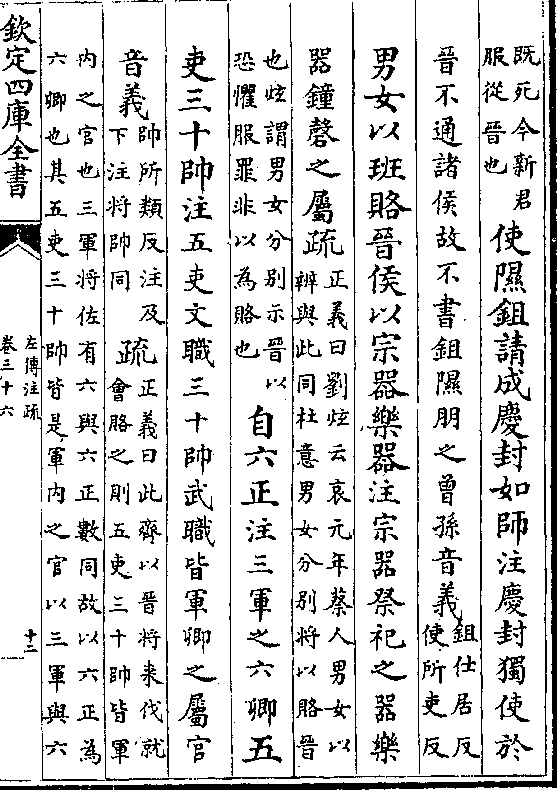 既死今新君
服從晉也
使隰鉏請成慶封如師注慶封獨使於
晉不通諸侯故不書鉏隰朋之曾孫音義
鉏仕居反
使所吏反
男女以班賂晉侯以宗器樂器注宗器祭祀之器樂
器鐘磬之屬疏
正義曰劉炫云哀元年蔡人男女以
辨與此同杜意男女分別將以賂晉
也炫謂男女分別示晉以
恐懼服罪非以為賂也
自六正注三軍之六卿五
吏三十帥注五吏文職三十帥武職皆軍卿之屬官
音義
帥所類反注及
下注將帥同
疏
正義曰此齊以晉將来伐就
會賂之則五吏三十帥皆軍
内之官也三軍將佐有六與六正數同故以六正為
六卿也其五吏三十帥皆是軍内之官以三軍與六
欽定四庫全書
左傳注疏
卷三十六
十二